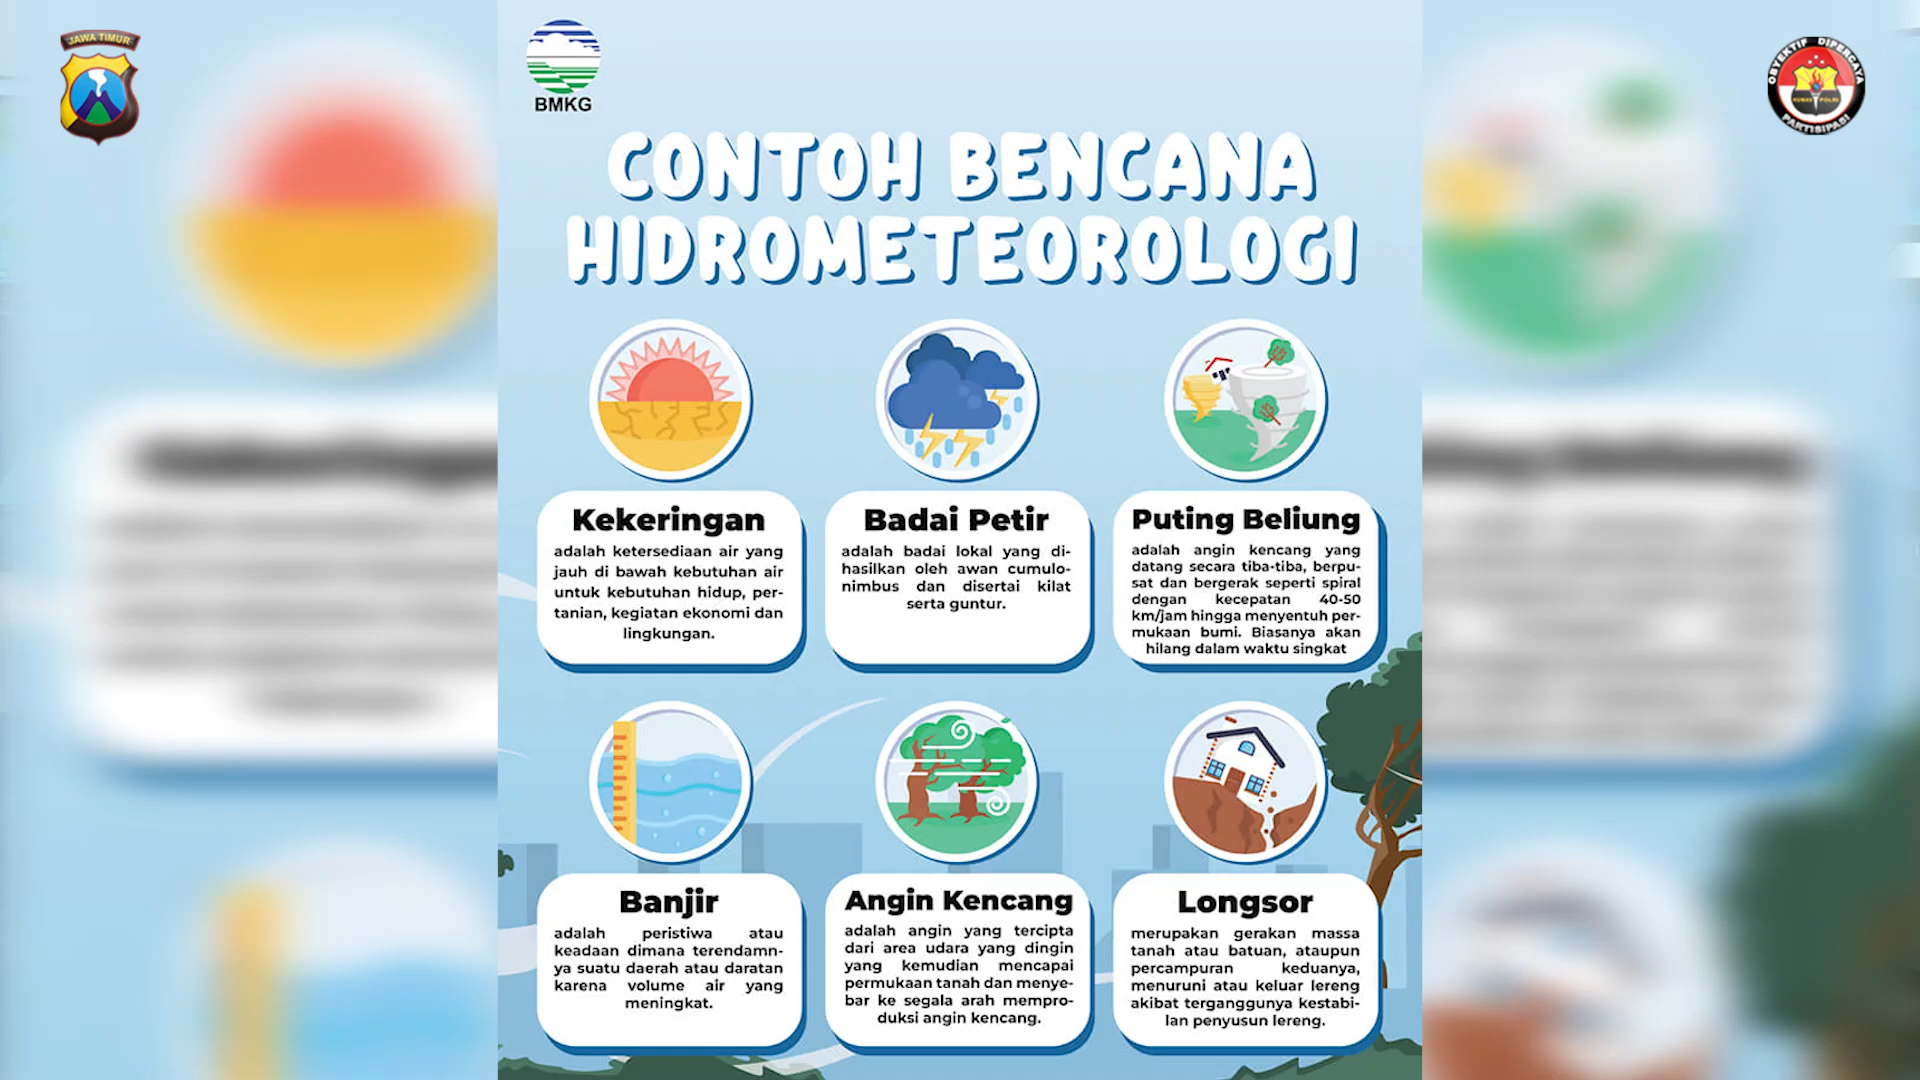 JAWA TIMUR
BMKG
OBYEKTIF DIPERCAYA
PARTISIPASI
HUMAS POLRI
CONTOH BENCANA
HIDROMETEOROLOGI
Kekeringan
adalah ketersediaan air yang
jauh di bawah kebutuhan air
untuk kebutuhan hidup, per-
tanian, kegiatan ekonomi dan
lingkungan.
Badai Petir
adalah badai lokal yang di-
hasilkan oleh awan cumulo-
nimbus dan disertai kilat
serta guntur.
Puting Beliung
adalah angin kencang yang
datang secara tiba-tiba, berpu-
sat dan bergerak seperti spiral
dengan kecepatan 40-50
km/jam hingga menyentuh per-
mukaan bumi. Biasanya akan
hilang dalam waktu singkat
Banjir
adalah peristiwa atau
keadaan dimana terendamn-
ya suatu daerah atau daratan
karena volume air yang
meningkat.
Angin Kencang
adalah angin yang tercipta
dari area udara yang dingin
yang kemudian mencapai
permukaan tanah dan menye-
bar ke segala arah mempro-
duksi angin kencang.
Longsor
merupakan gerakan massa
tanah atau batuan, ataupun
percampuran keduanya,
menuruni atau keluar lereng
akibat terganggunya kestabi-
lan penyusun lereng.